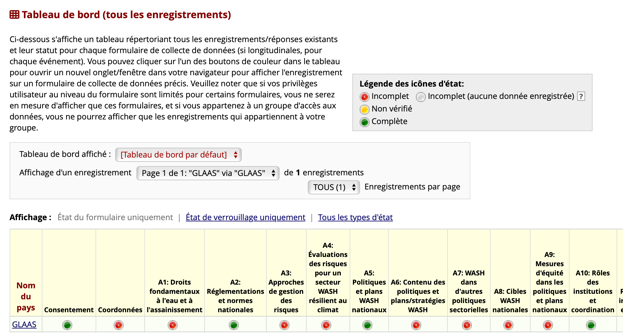 Tableau de bord (tous les enregistrements)
Ci-dessous s'affiche un tableau répertoriant tous les enregistrements/réponses existants
et leur statut pour chaque formulaire de collecte de données (si longitudinales, pour
chaque événement). Vous pouvez cliquer sur l'un des boutons de couleur dans le tableau
pour ouvrir un nouvel onglet/fenêtre dans votre navigateur pour afficher l'enregistrement
sur un formulaire de collecte de données précis. Veuillez noter que si vos privilèges
utilisateur au niveau du formulaire sont limités pour certains formulaires, vous ne serez
en mesure d'afficher que ces formulaires, et si vous appartenez à un groupe d'accès aux
données, vous ne pourrez afficher que les enregistrements qui appartiennent à votre
groupe.
Légende des icônes d'état:
Incomplet Incomplet (aucune donnée enregistrée) ?
Non vérifié
Complète
Tableau de bord affiché : [Tableau de bord par défaut]
Affichage d'un enregistrement Page 1 de 1: "GLAAS" via "GLAAS" de 1 enregistrements
TOUS (1) Enregistrements par page
Affichage : État du formulaire uniquement | État de verrouillage uniquement | Tous les types d'état
Nom
du
pays
Consentement
Coordonnées
A1: Droits
fondamentaux
à l'eau et à
l'assainissement
A2:
Réglementations
et normes
nationales
A3:
Approches
de gestion
des
risques
A4:
Évaluations
des risques
pour un
secteur
WASH
résilient au
climat
A5:
Politiques
et plans
WASH
nationaux
A6: Contenu des
politiques et
plans/stratégies
WASH
A7: WASH
dans
d'autres
politiques
sectorielles
A8: Cibles
WASH
nationales
A9:
Mesures
d'équité
dans les
politiques
et plans
nationaux
A10: Rôles
des
institutions
et
coordination
GLAAS